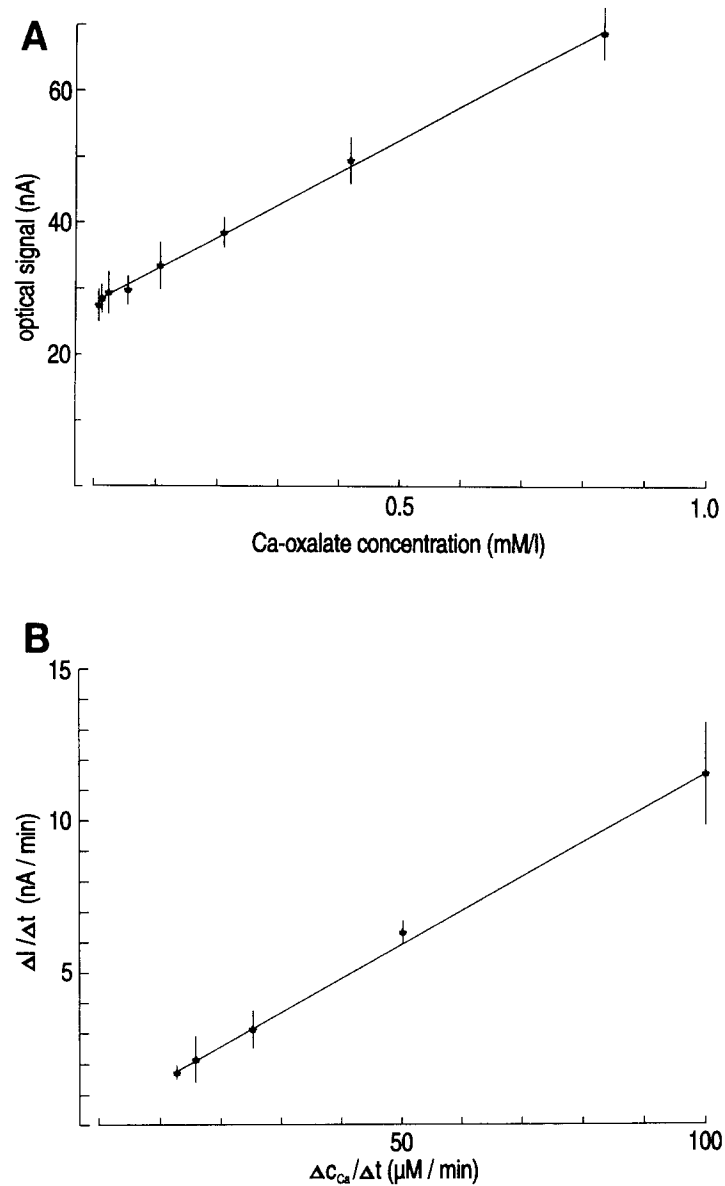 A
60
40
20
optical signal (nA)
0.5
1.0
Ca-oxalate concentration (mM/l)
B
15
10
5
ΔI/Δt (nA / min)
50
100
Δc_Ca/Δt (µM / min)